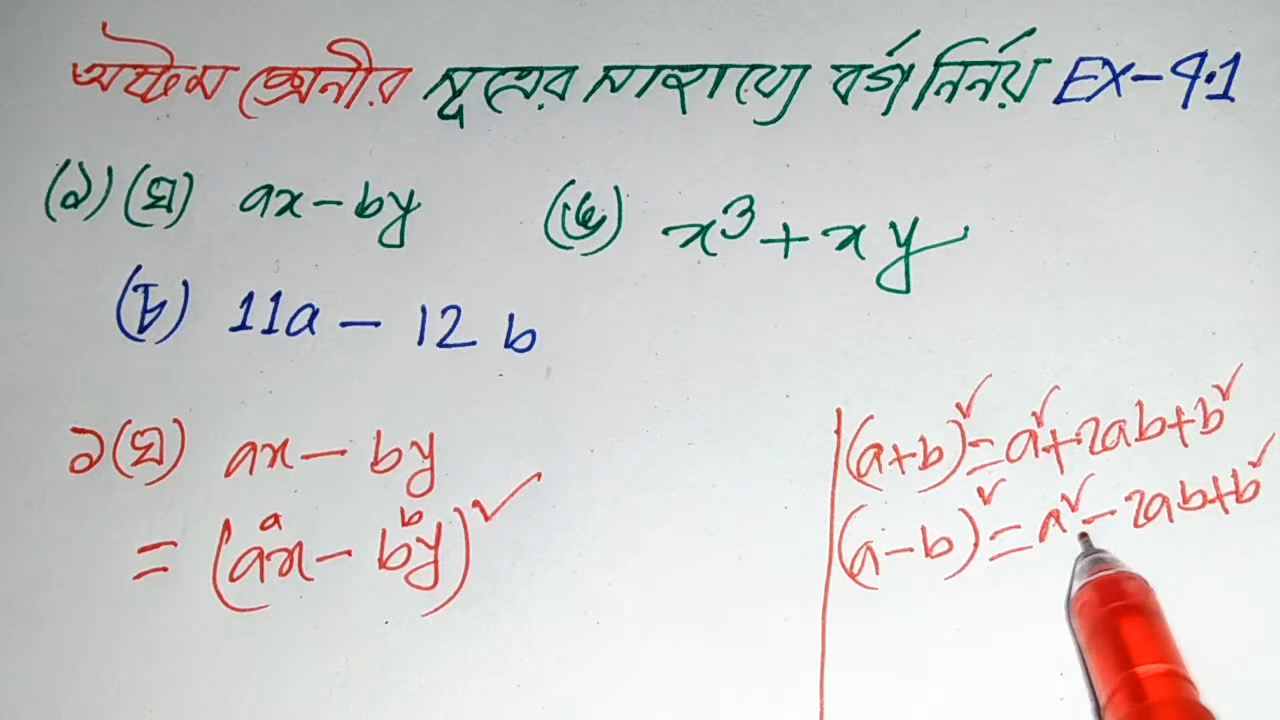 অষ্টম শ্রেনীর সূত্রের সাহায্যে বর্গ নির্নয় EX-4.1
(১) (ঘ) ax - by (ঙ) x³ + xy
(চ) 11a - 12 b
১(ঘ) ax - by
= (ax - by)²
a b
(a+b)² = a² + 2ab + b²
(a-b)² = a² - 2ab + b²